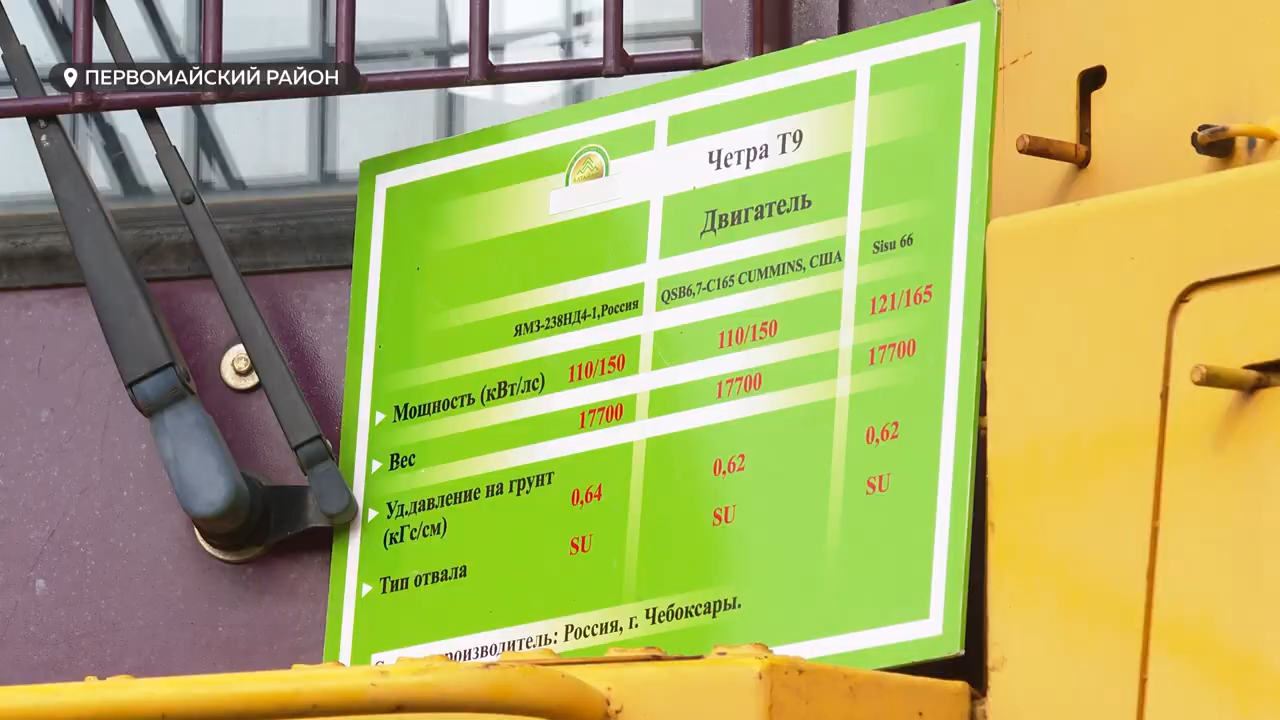 ПЕРВОМАЙСКИЙ РАЙОН
Четра Т9
Двигатель
ЯМЗ-238НД4-1,Россия QSB6,7-C165 CUMMINS, США Sisu 66
Мощность (кВт/лс) 110/150 110/150 121/165
Вес 17700 17700 17700
Уд.давление на грунт
(кГс/см) 0,64 0,62 0,62
Тип отвала SU SU SU
Россия, г. Чебоксары.